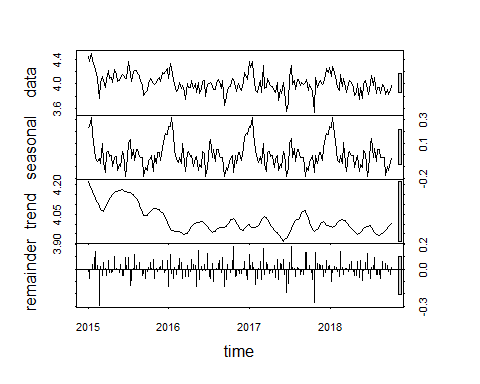 data
3.6 4.0 4.4
seasonal
-0.2 0.1 0.3
trend
3.90 4.05 4.20
remainder
-0.3 0.0 0.2
2015 2016 2017 2018
time